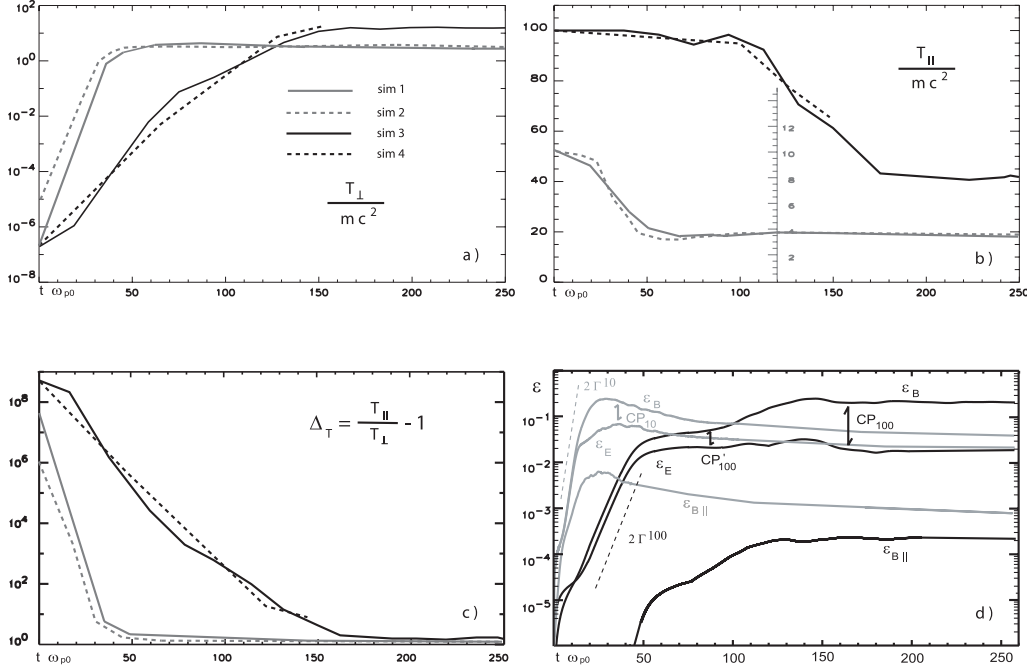 10²
10⁰
10⁻²
10⁻⁴
10⁻⁶
10⁻⁸
sim 1
sim 2
sim 3
sim 4
T⊥
m c²
a )
t ωp0 50 100 150 200 250
100
80
60
40
20
0
T||
m c²
12
10
8
6
4
2
b )
t ωp0 50 100 150 200 250
10⁸
10⁶
10⁴
10²
10⁰
ΔT = T|| / T⊥ - 1
c )
t ωp0 50 100 150 200 250
ε
10⁻¹
10⁻²
10⁻³
10⁻⁴
10⁻⁵
2 Γ¹⁰
εB
εB
CP10
CP100
εE
εE
CP'100
εB||
2 Γ¹⁰⁰
εB||
d )
t ωp0 50 100 150 200 250